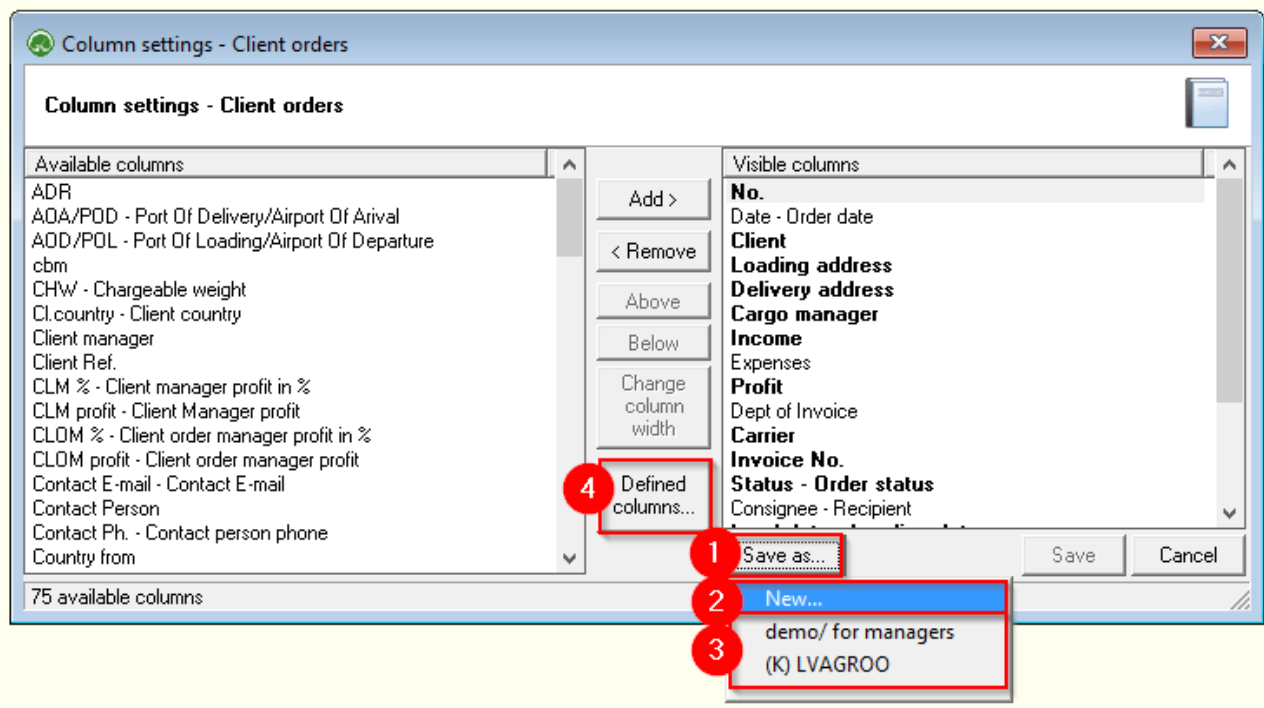 Column settings - Client orders
Column settings - Client orders
Available columns
ADR
AOA/POD - Port Of Delivery/Airport Of Arival
AOD/POL - Port Of Loading/Airport Of Departure
cbm
CHW - Chargeable weight
Cl.country - Client country
Client manager
Client Ref.
CLM % - Client manager profit in %
CLM profit - Client Manager profit
CLOM % - Client order manager profit in %
CLOM profit - Client order manager profit
Contact E-mail - Contact E-mail
Contact Person
Contact Ph. - Contact person phone
Country from
75 available columns
Add >
< Remove
Above
Below
Change
column
width
4
Defined
columns...
Visible columns
No.
Date - Order date
Client
Loading address
Delivery address
Cargo manager
Income
Expenses
Profit
Dept of Invoice
Carrier
Invoice No.
Status - Order status
Consignee - Recipient
1
Save as...
Save
Cancel
2
New...
3
demo/ for managers
(K) LVAGROO